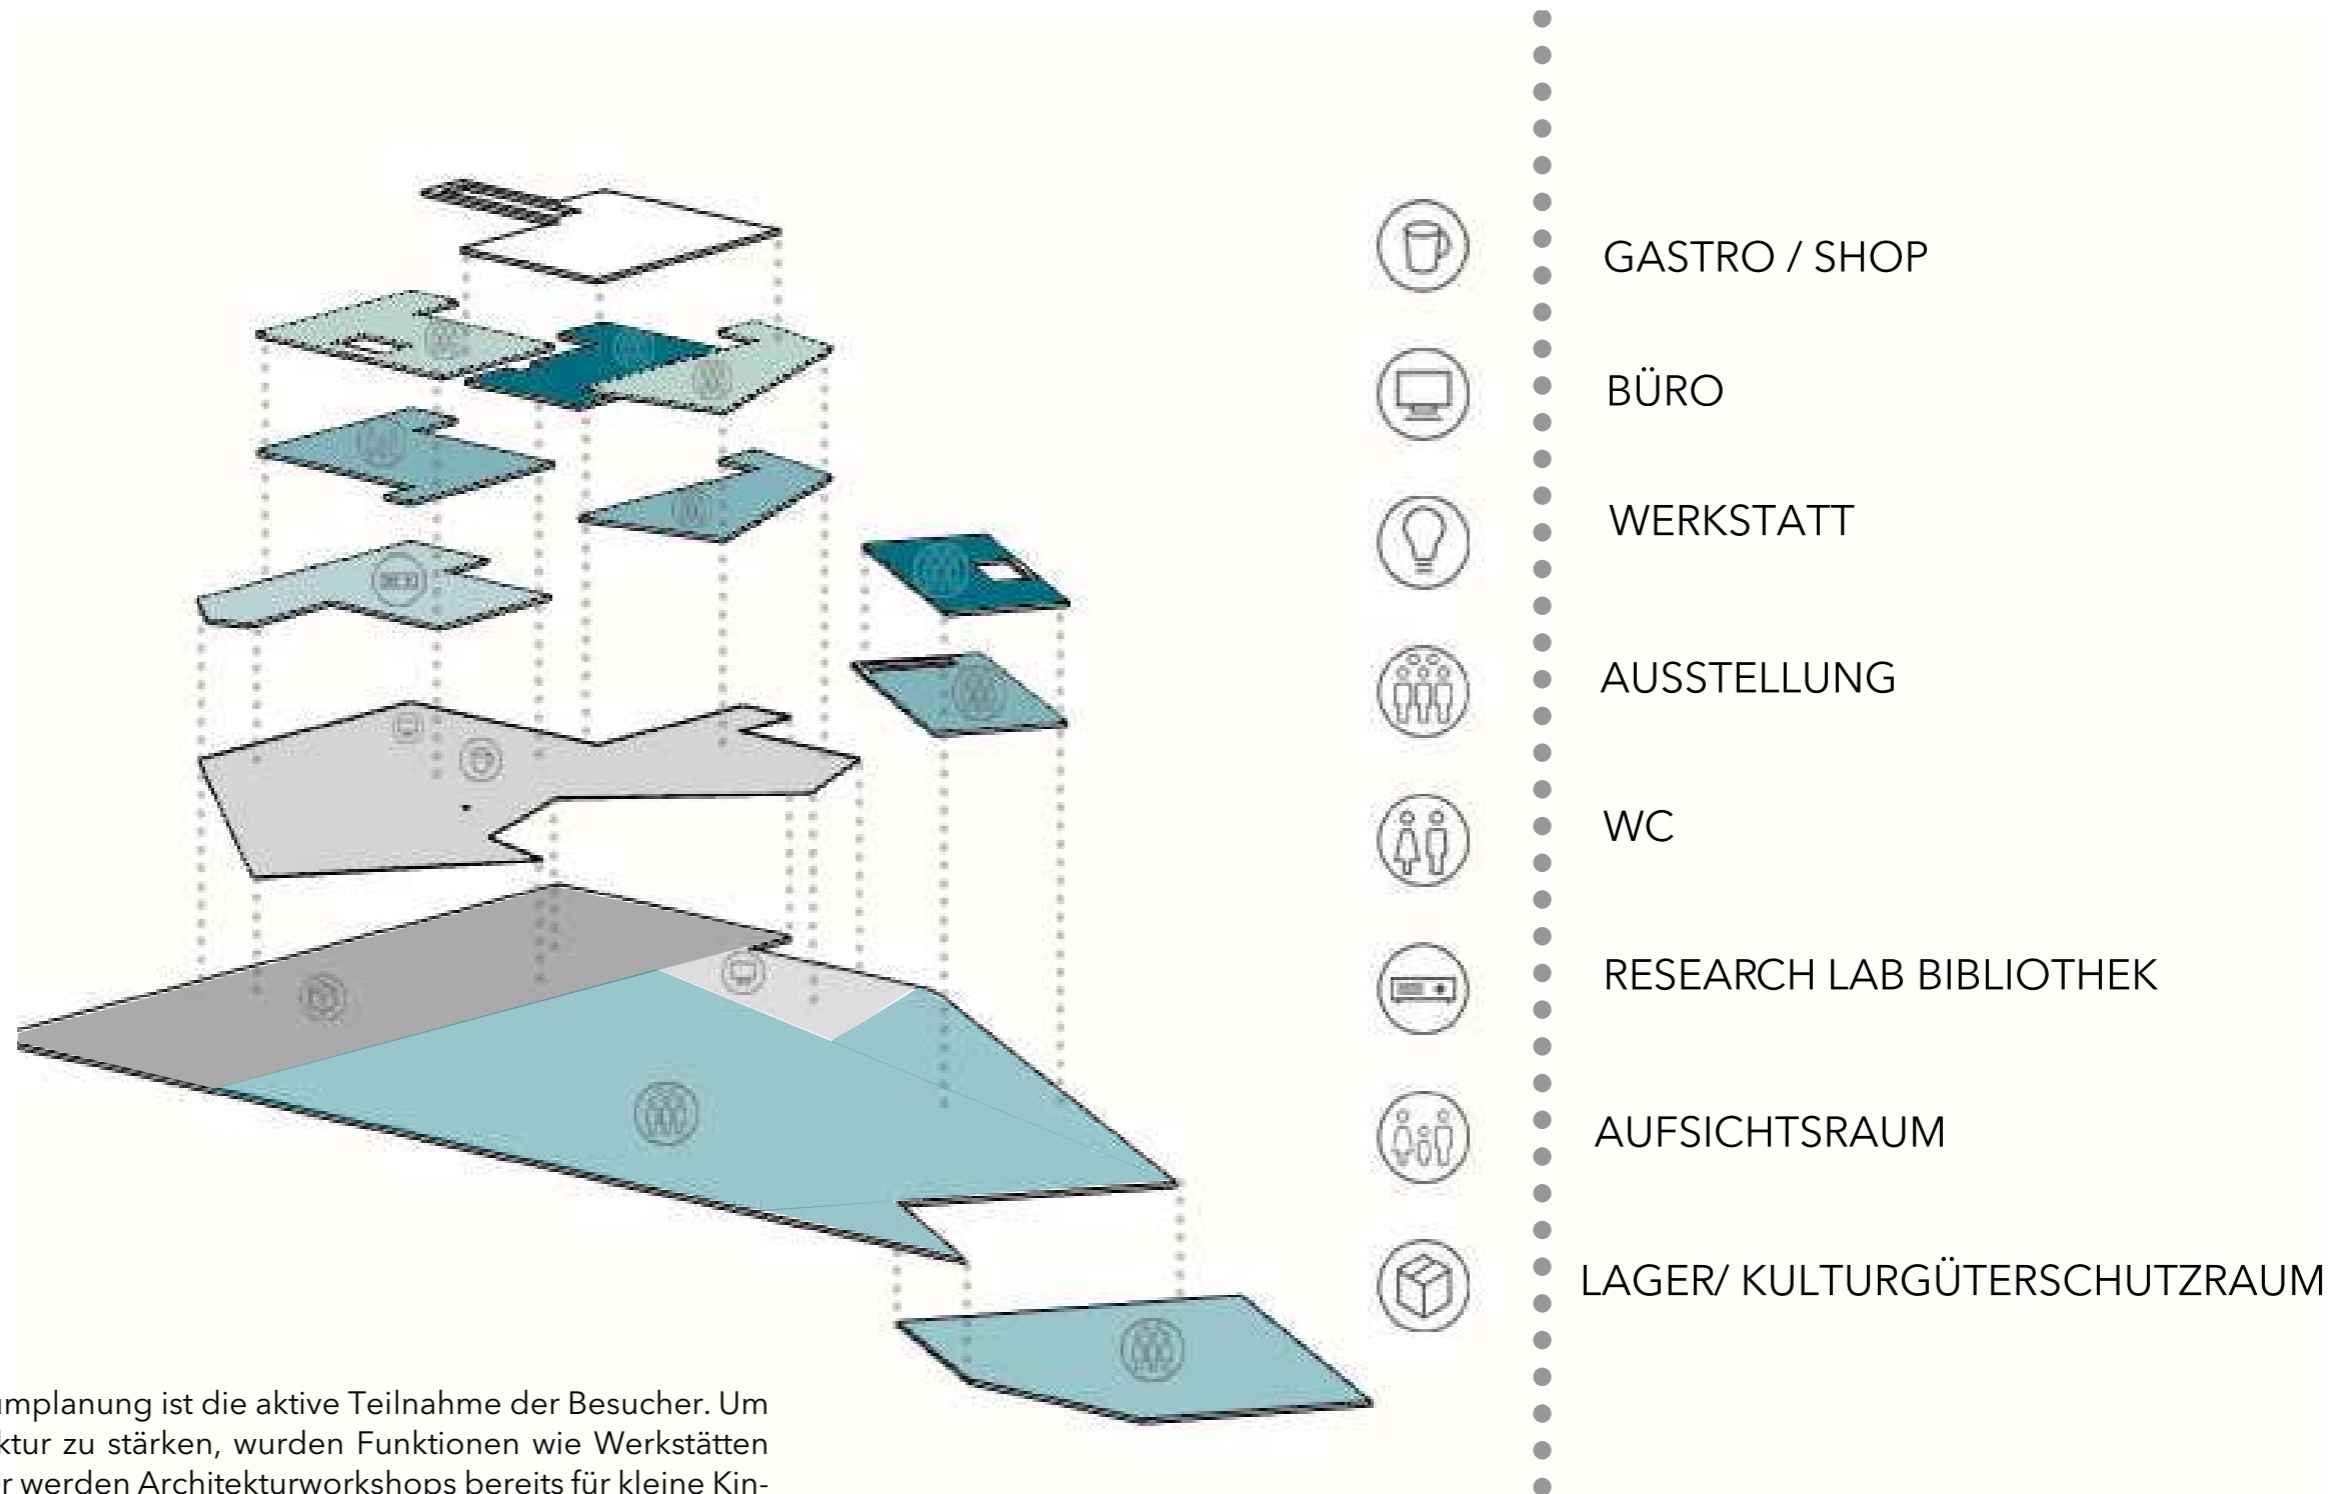 GASTRO / SHOP
BÜRO
WERKSTATT
AUSSTELLUNG
WC
RESEARCH LAB BIBLIOTHEK
AUFSICHTSRAUM
LAGER/ KULTURGÜTERSCHUTZRAUM
umplanung ist die aktive Teilnahme der Besucher. Um
ktur zu stärken, wurden Funktionen wie Werkstätten
er werden Architekturworkshops bereits für kleine Kin-